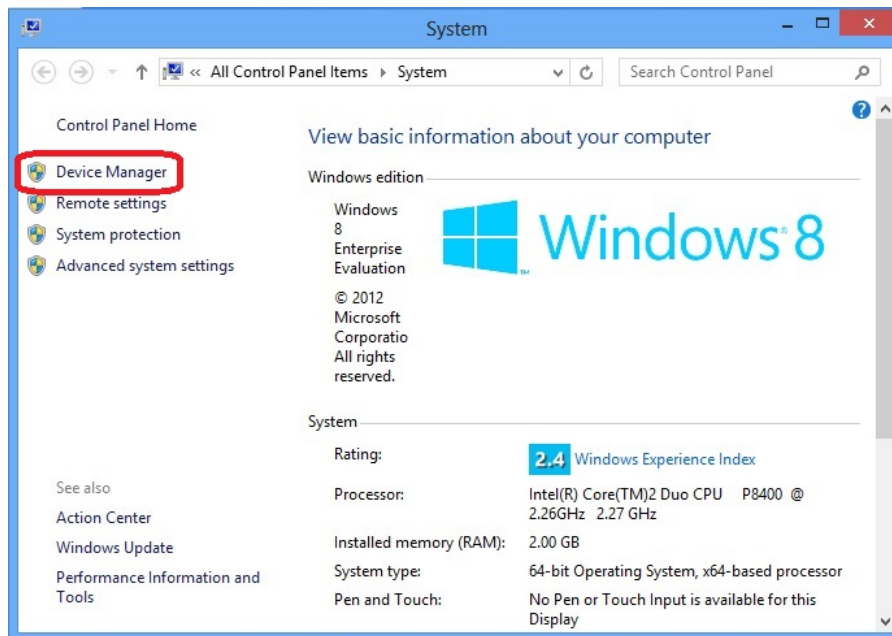 System
« All Control Panel Items ▸ System
Search Control Panel
Control Panel Home
Device Manager
Remote settings
System protection
Advanced system settings
See also
Action Center
Windows Update
Performance Information and
Tools
View basic information about your computer
Windows edition
Windows
8
Enterprise
Evaluation
© 2012
Microsoft
Corporatio
All rights
reserved.
Windows® 8
™
System
Rating:
2.4 Windows Experience Index
Processor:
Intel(R) Core(TM)2 Duo CPU P8400 @
2.26GHz 2.27 GHz
Installed memory (RAM):
2.00 GB
System type:
64-bit Operating System, x64-based processor
Pen and Touch:
No Pen or Touch Input is available for this
Display